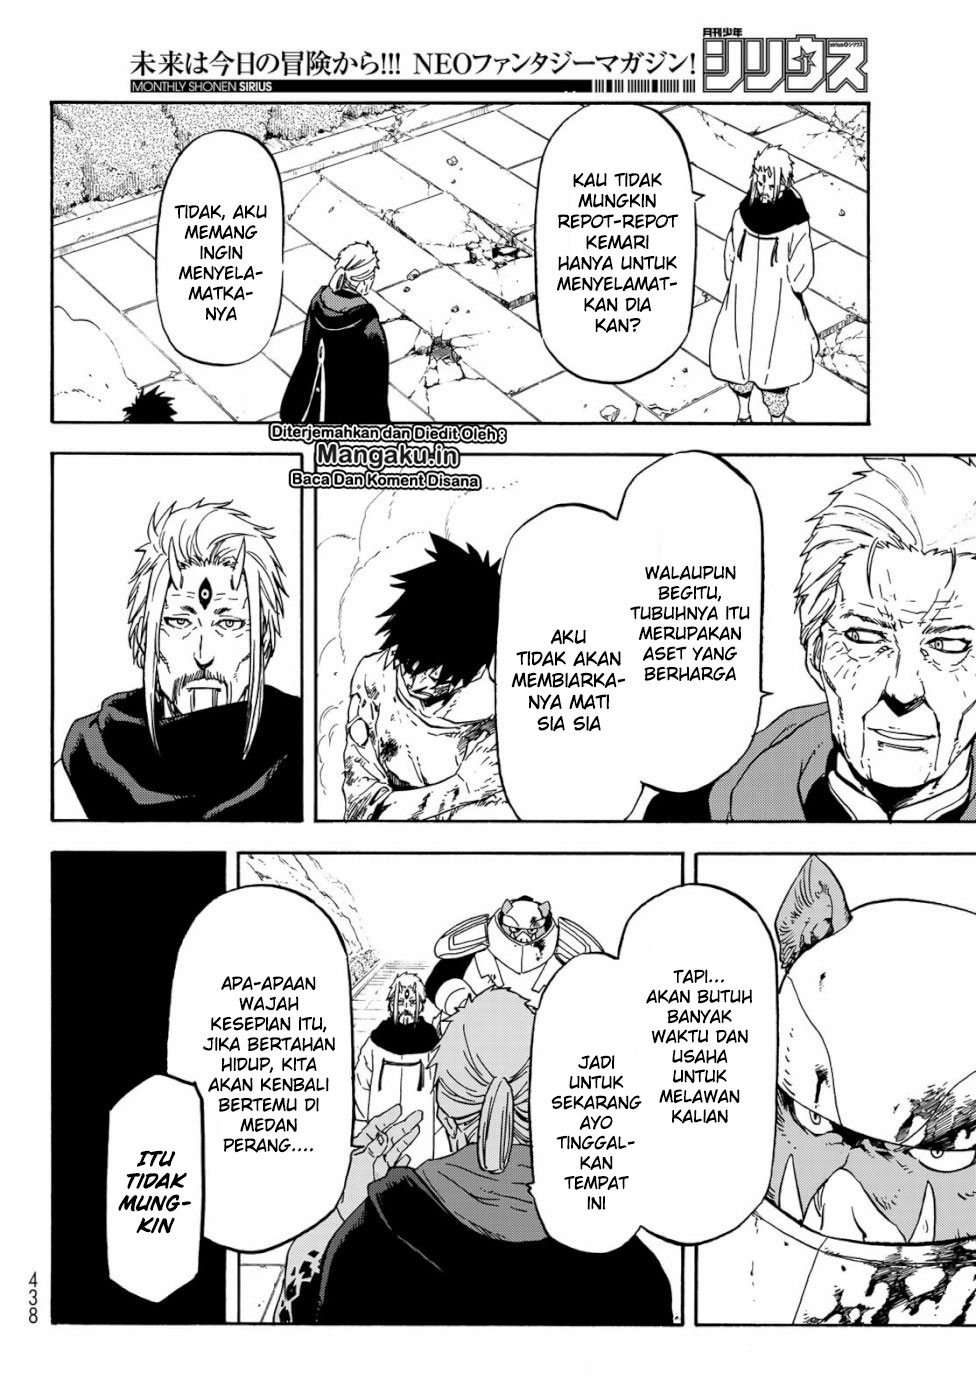 未来は今日の冒険から!!! NEOファンタジーマガジン!
月刊少年
シリウス
MONTHLY SHONEN SIRIUS
KAU TIDAK
MUNGKIN
REPOT-REPOT
KEMARI
HANYA UNTUK
MENYELAMAT-
KAN DIA
KAN?
TIDAK, AKU
MEMANG
INGIN
MENYELA-
MATKA-
NYA
Diterjemahkan dan Diedit Oleh :
Mangaku.in
Baca Dan Koment Disana
WALAUPUN
BEGITU,
TUBUHNYA ITU
MERUPAKAN
ASET YANG
BERHARGA
AKU
TIDAK AKAN
MEMBIARKA-
NYA MATI
SIA SIA
TAPI...
AKAN BUTUH
BANYAK
WAKTU DAN
USAHA
UNTUK
MELAWAN
KALIAN
JADI
UNTUK
SEKARANG
AYO
TINGGAL-
KAN
TEMPAT
INI
APA-APAAN
WAJAH
KESEPIAN ITU,
JIKA BERTAHAN
HIDUP, KITA
AKAN KENBALI
BERTEMU DI
MEDAN
PERANG....
ITU
TIDAK
MUNG-
KIN
438